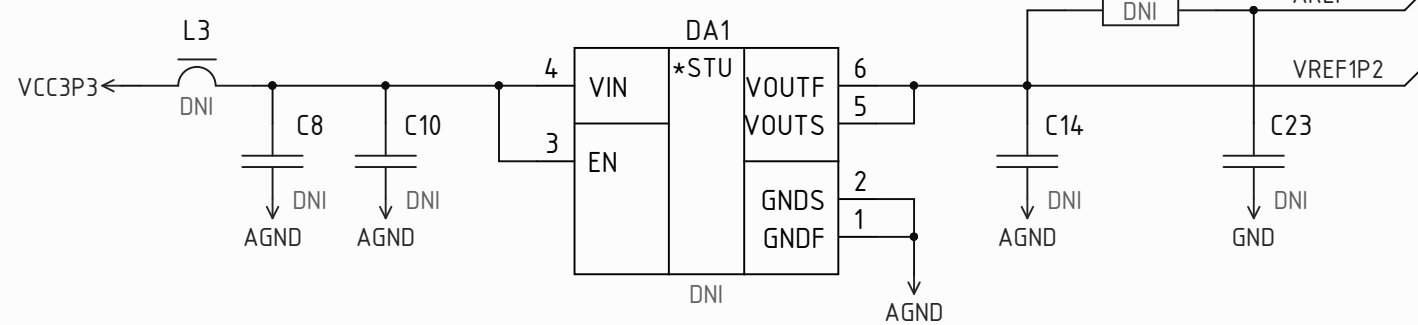 DNI
VREF1P2
L3
VCC3P3
DNI
C8
DNI
AGND
C10
DNI
AGND
DA1
*STU
4
VIN
3
EN
VOUTF
6
VOUTS
5
GNDS
2
GNDF
1
DNI
AGND
C14
DNI
AGND
C23
DNI
GND